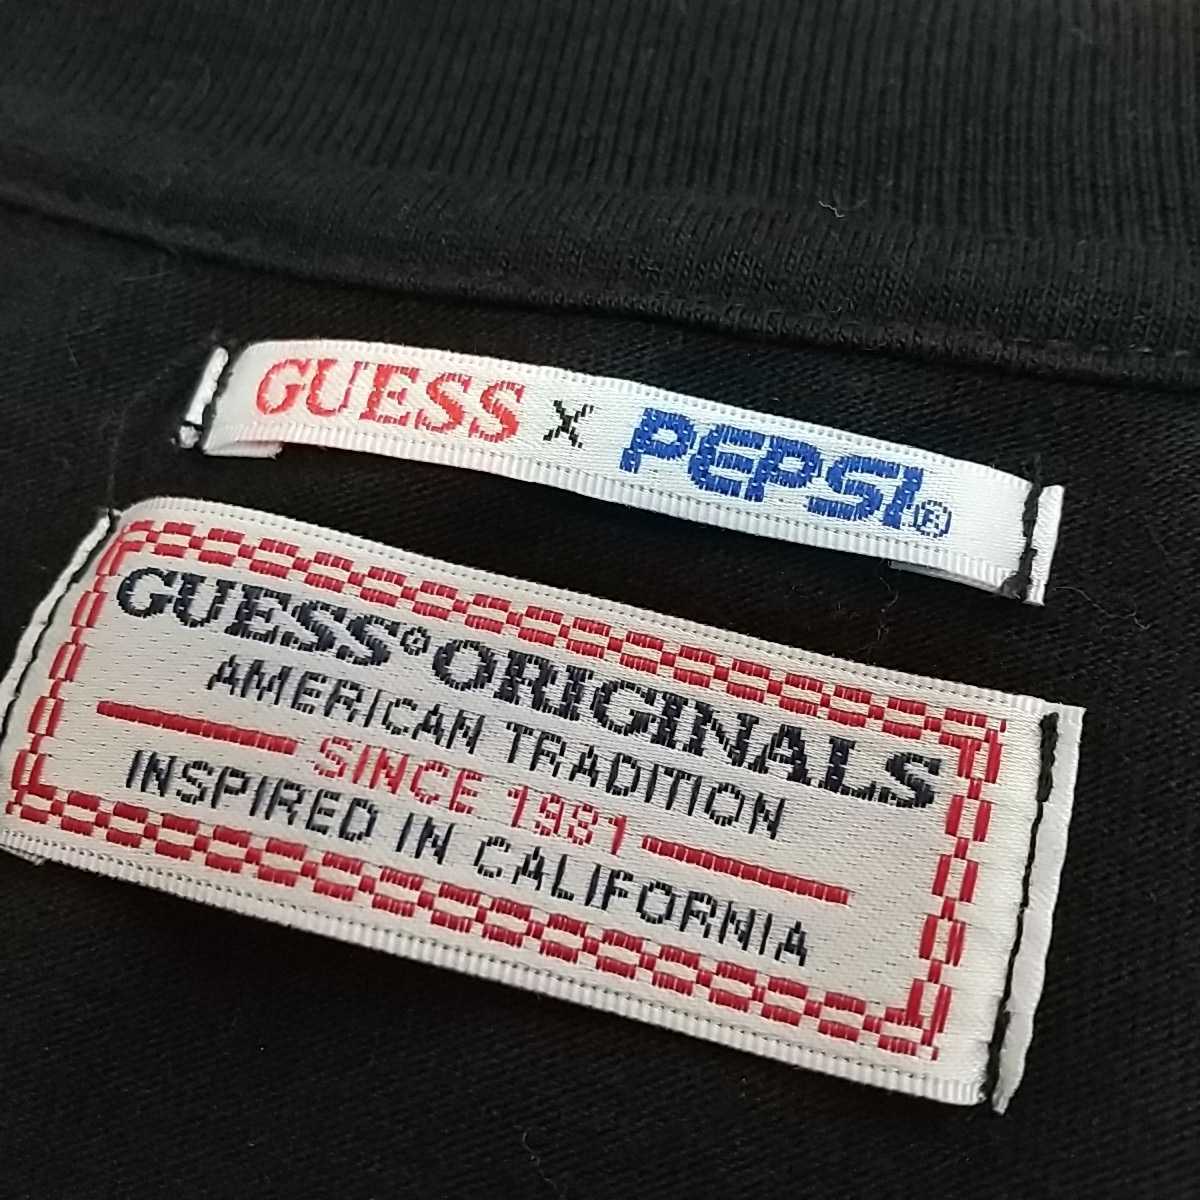 GUESS X PEPSI®
GUESS® ORIGINALS
AMERICAN TRADITION
SINCE 1981
INSPIRED IN CALIFORNIA